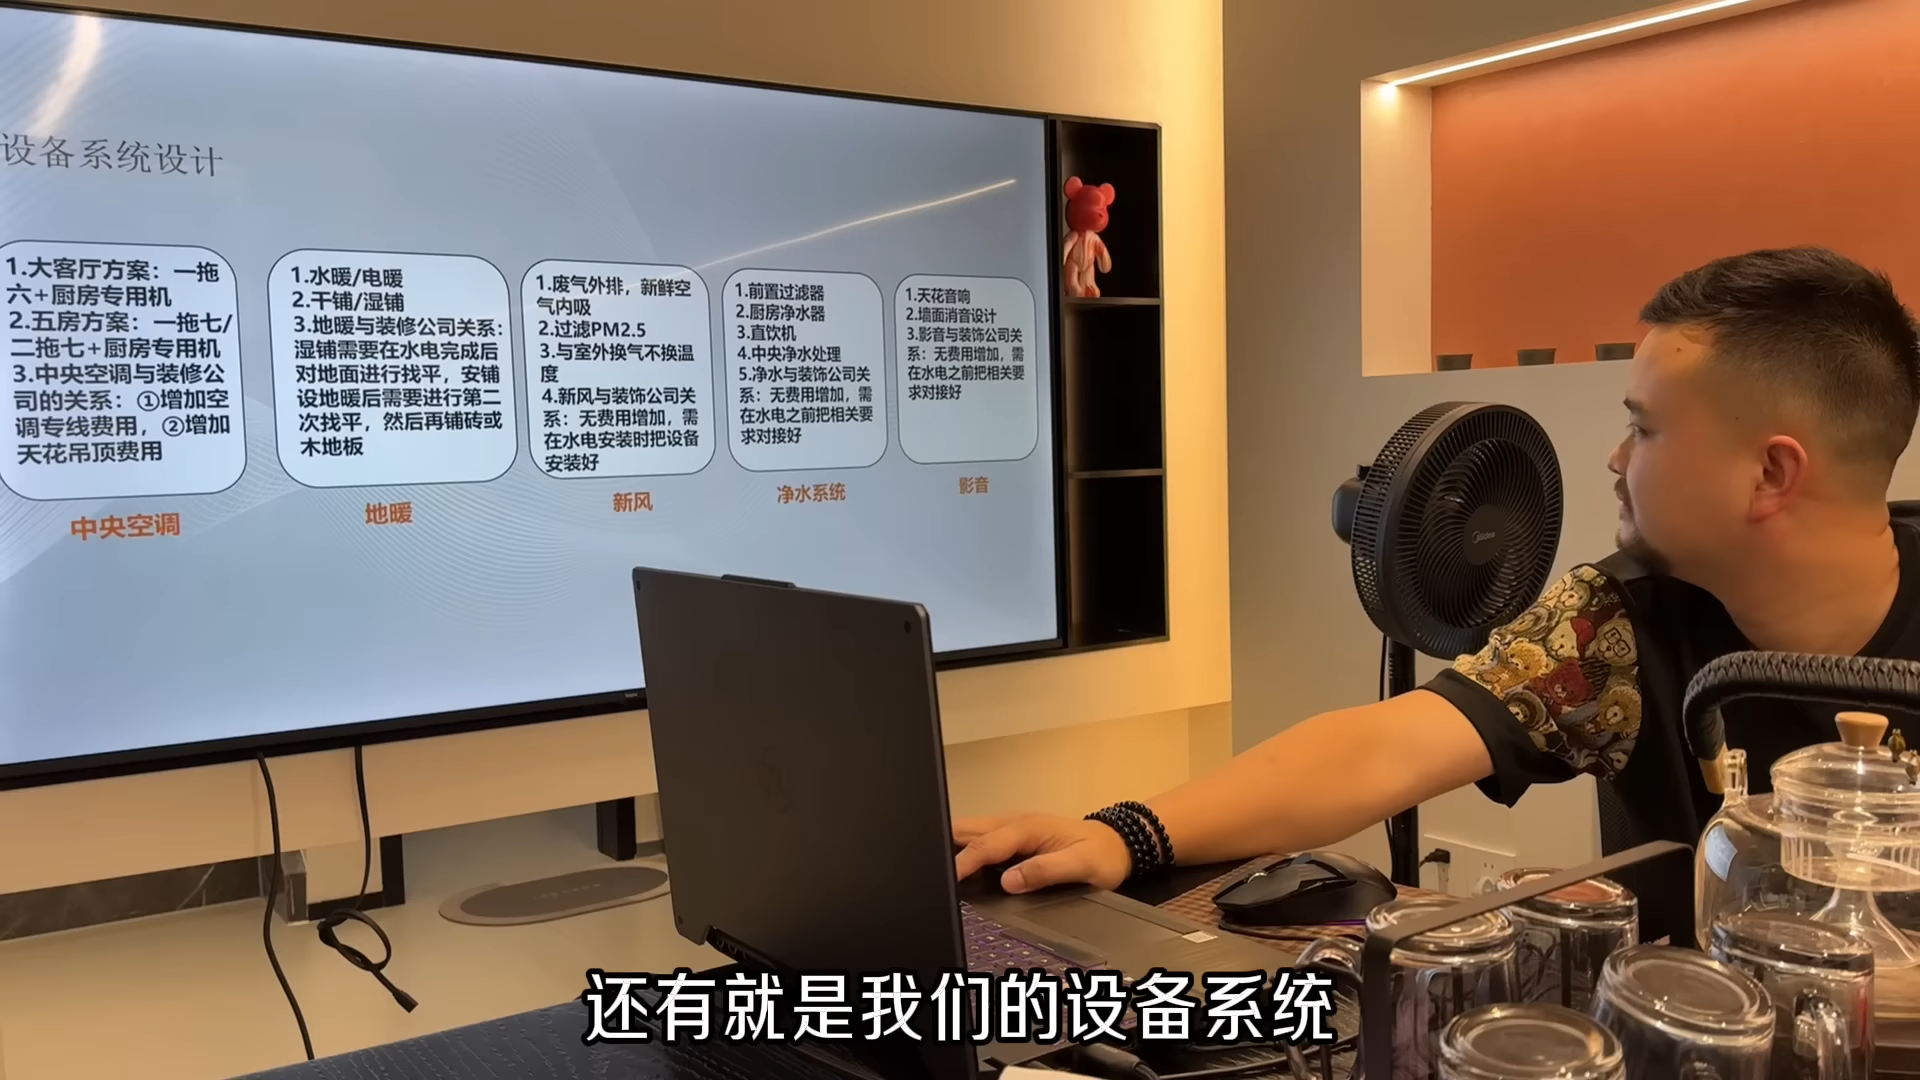 设备系统设计
1.大客厅方案：一拖
六+厨房专用机
2.五房方案：一拖七/
二拖七+厨房专用机
3.中央空调与装修公
司的关系：①增加空
调专线费用，②增加
天花吊顶费用
中央空调
1.水暖/电暖
2.干铺/湿铺
3.地暖与装修公司关系：
湿铺需要在水电完成后
对地面进行找平，安铺
设地暖后需要进行第二
次找平，然后再铺砖或
木地板
地暖
1.废气外排，新鲜空
气内吸
2.过滤PM2.5
3.与室外换气不换温
度
4.新风与装饰公司关
系：无费用增加，需
在水电安装时把设备
安装好
新风
1.前置过滤器
2.厨房净水器
3.直饮机
4.中央净水处理
5.净水与装饰公司关
系：无费用增加，需
在水电之前把相关要
求对接好
净水系统
1.天花音响
2.墙面消音设计
3.影音与装饰公司关
系：无费用增加，需
在水电之前把相关要
求对接好
影音
Midea
还有就是我们的设备系统